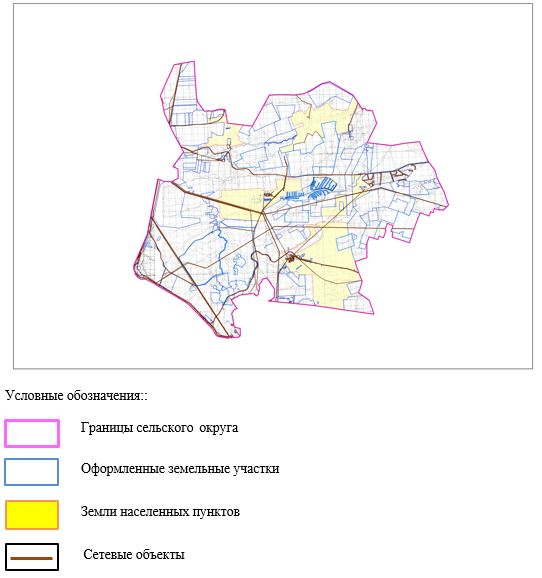 Условные обозначения::
Границы сельского округа
Оформленные земельные участки
Земли населенных пунктов
Сетевые объекты